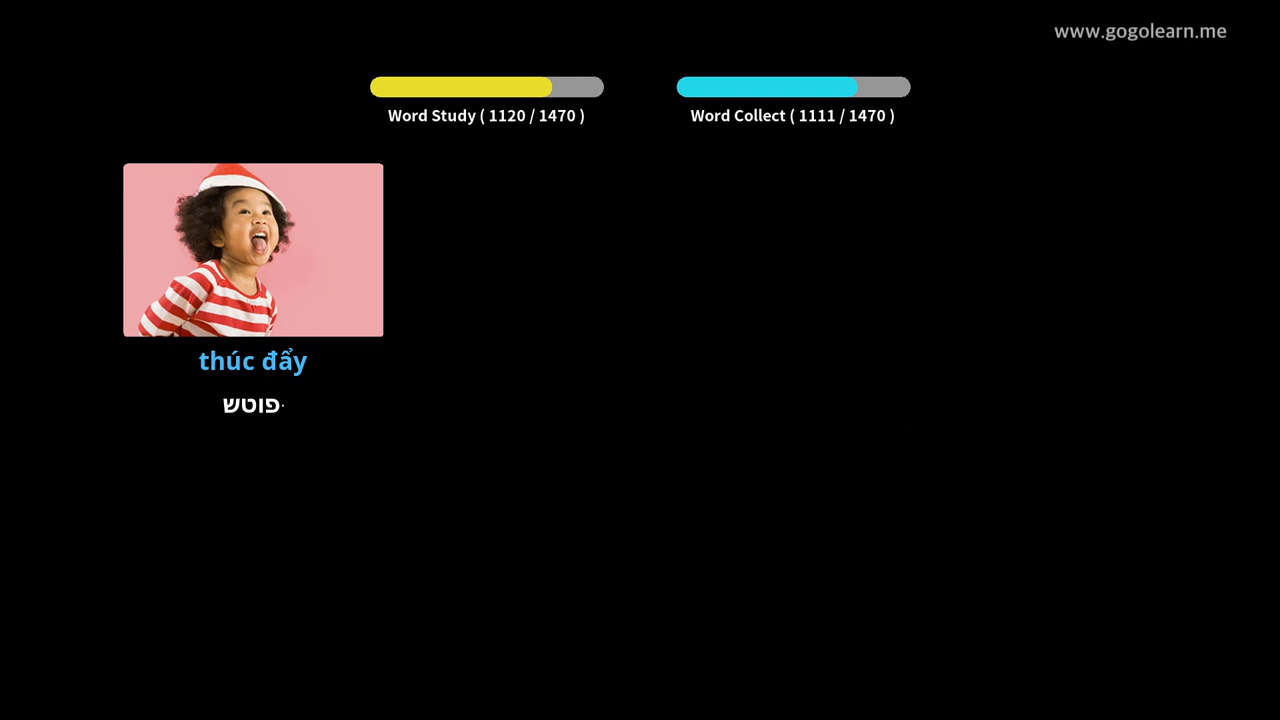 www.gogolearn.me
Word Study ( 1120 / 1470 )
Word Collect ( 1111 / 1470 )
thúc đẩy
·פוטש